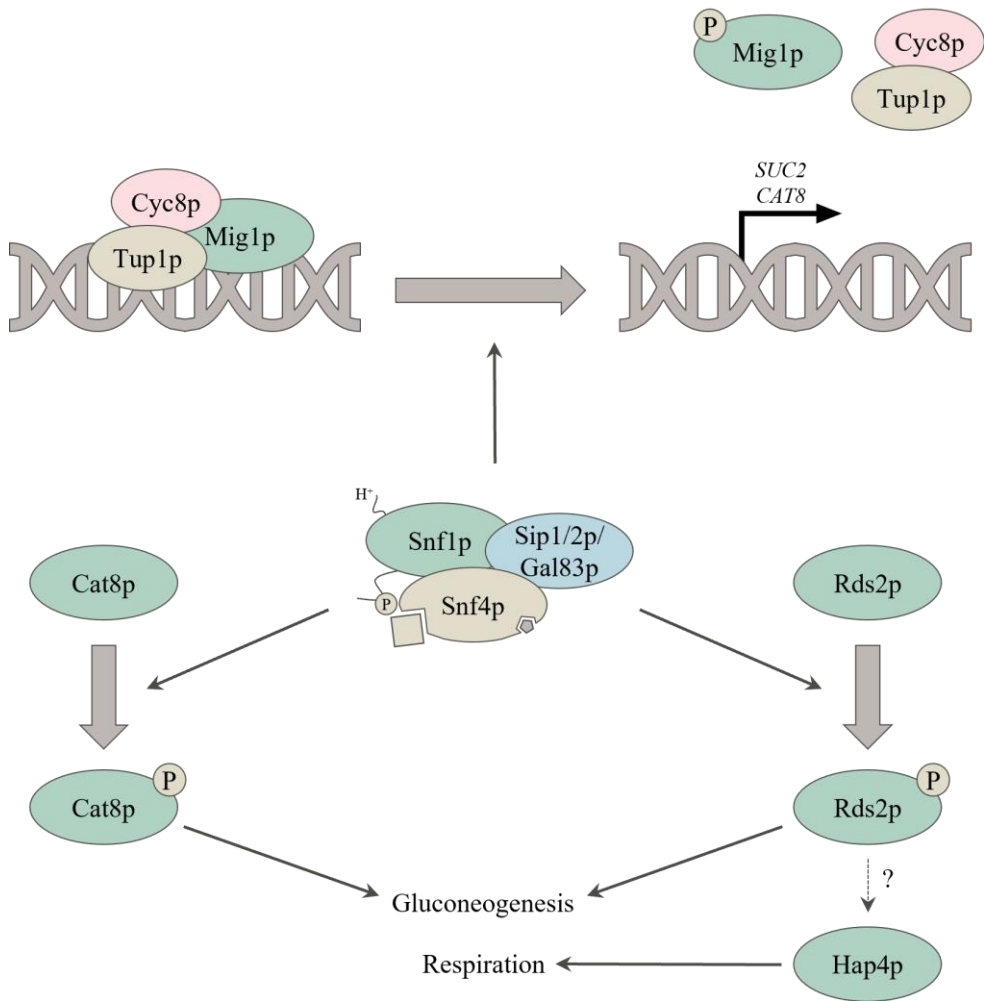 P
Mig1p
Cyc8p
Tup1p
SUC2
CAT8
Cyc8p
Mig1p
Tup1p
H⁺
Snf1p
Sip1/2p/
Gal83p
Cat8p
Rds2p
P
Snf4p
P
Cat8p
P
Rds2p
?
Gluconeogenesis
Respiration
Hap4p